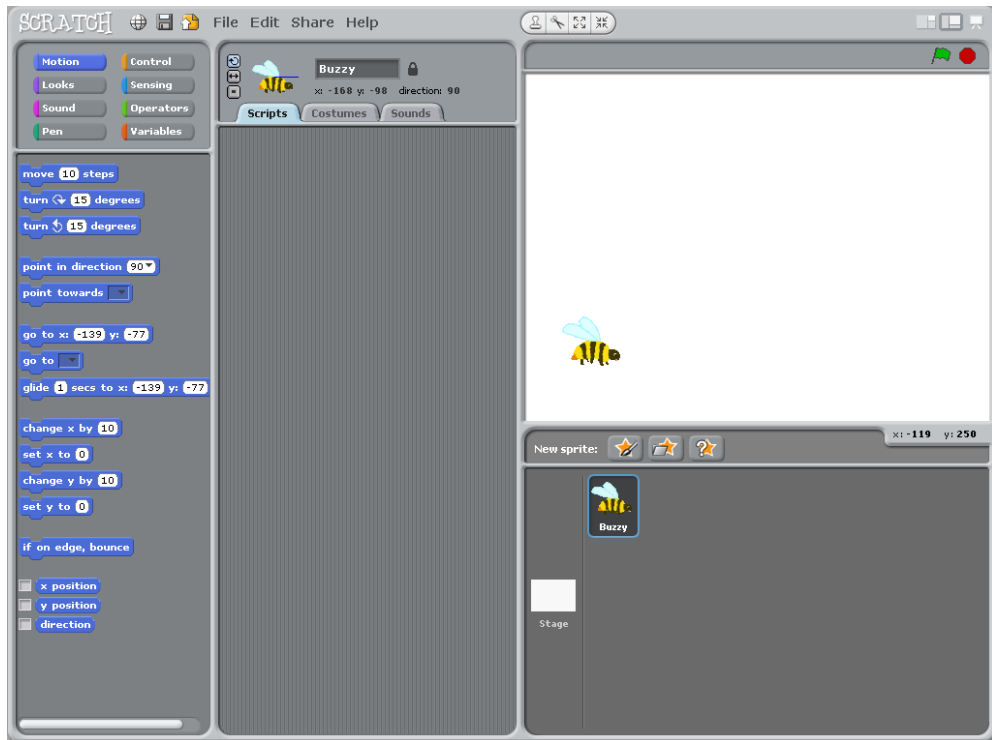 SCRATCH File Edit Share Help
Motion Control
Looks Sensing
Sound Operators
Pen Variables
Buzzy
x: -168 y: -98 direction: 90
Scripts Costumes Sounds
move 10 steps
turn 15 degrees
turn 15 degrees
point in direction 90
point towards
go to x: -139 y: -77
go to
glide 1 secs to x: -139 y: -77
change x by 10
set x to 0
change y by 10
set y to 0
if on edge, bounce
x position
y position
direction
x: -119 y: 250
New sprite:
Buzzy
Stage